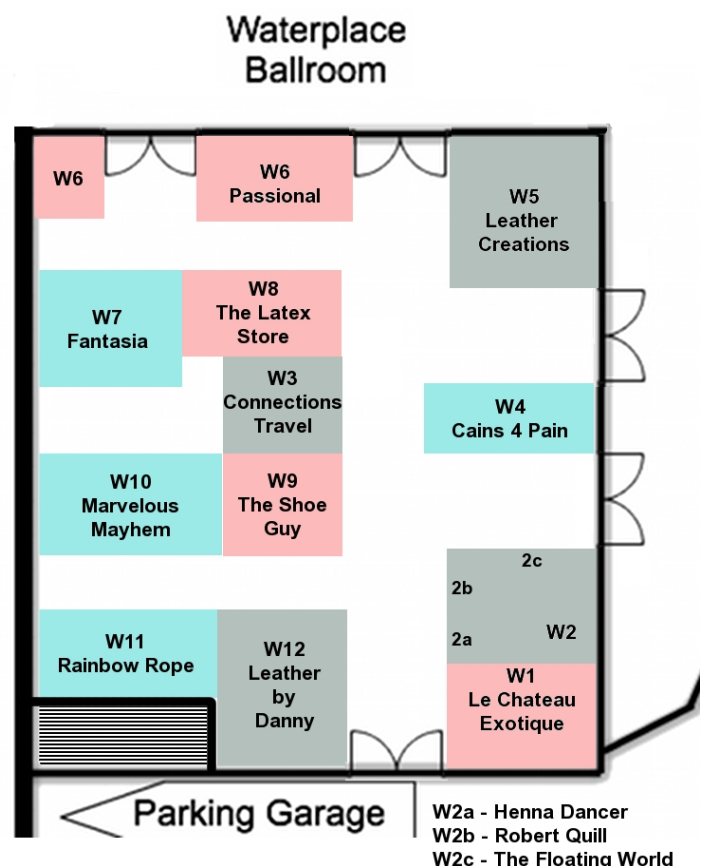 Waterplace
Ballroom
W6
W6
Passional
W5
Leather
Creations
W7
Fantasia
W8
The Latex
Store
W3
Connections
Travel
W4
Cains 4 Pain
W10
Marvelous
Mayhem
W9
The Shoe
Guy
2c
2b
2a
W2
W11
Rainbow Rope
W12
Leather
by
Danny
W1
Le Chateau
Exotique
Parking Garage
W2a - Henna Dancer
W2b - Robert Quill
W2c - The Floating World